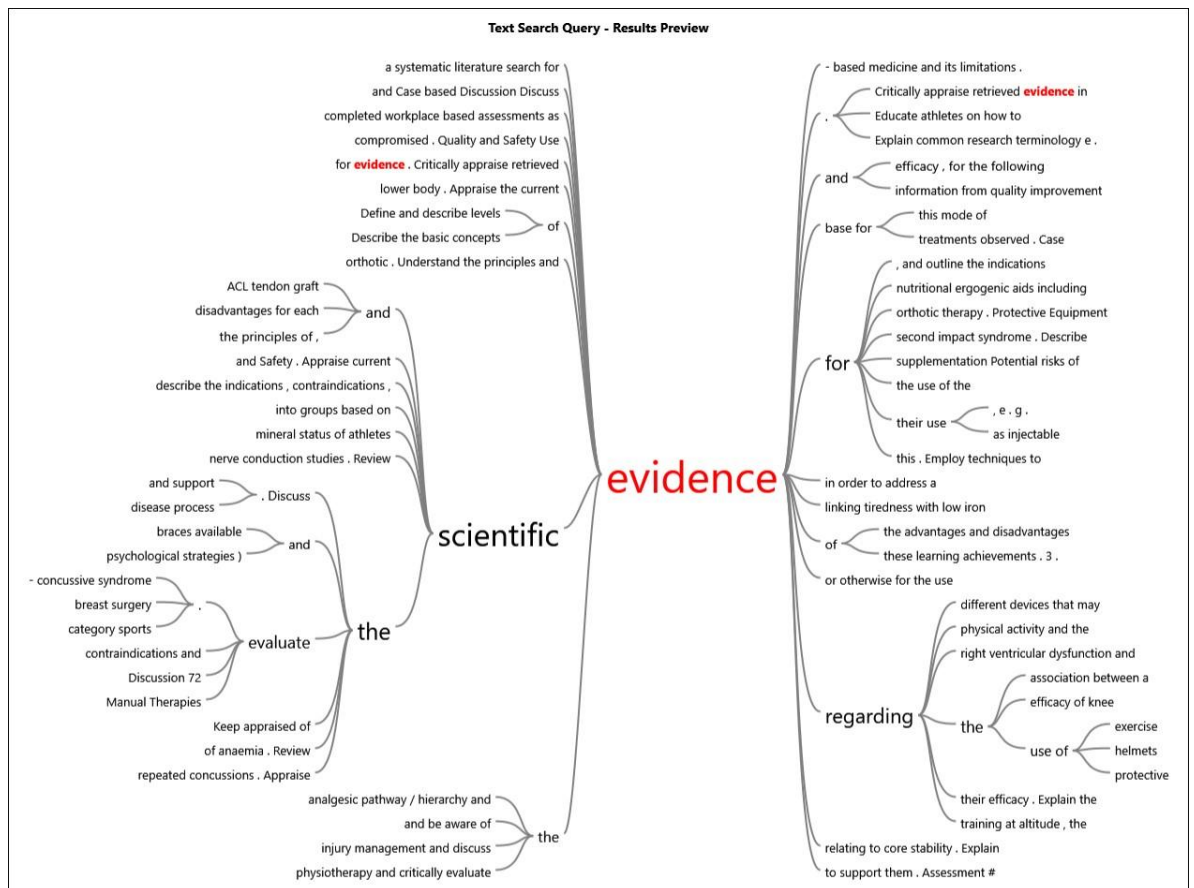 Text Search Query - Results Preview
a systematic literature search for
and Case based Discussion Discuss
completed workplace based assessments as
compromised . Quality and Safety Use
for evidence . Critically appraise retrieved
lower body . Appraise the current
Define and describe levels
Describe the basic concepts
of
orthotic . Understand the principles and
ACL tendon graft
disadvantages for each
the principles of ,
and
and Safety . Appraise current
describe the indications , contraindications ,
into groups based on
mineral status of athletes
nerve conduction studies . Review
and support
disease process
. Discuss
braces available
psychological strategies )
and
- concussive syndrome
breast surgery
category sports
.
contraindications and
Discussion 72
Manual Therapies
evaluate
Keep appraised of
of anaemia . Review
repeated concussions . Appraise
the
scientific
analgesic pathway / hierarchy and
and be aware of
injury management and discuss
physiotherapy and critically evaluate
the
evidence
- based medicine and its limitations .
.
Critically appraise retrieved evidence in
Educate athletes on how to
Explain common research terminology e .
and
efficacy , for the following
information from quality improvement
base for
this mode of
treatments observed . Case
for
, and outline the indications
nutritional ergogenic aids including
orthotic therapy . Protective Equipment
second impact syndrome . Describe
supplementation Potential risks of
the use of the
their use
, e . g .
as injectable
this . Employ techniques to
in order to address a
linking tiredness with low iron
of
the advantages and disadvantages
these learning achievements . 3 .
or otherwise for the use
regarding
different devices that may
physical activity and the
right ventricular dysfunction and
the
association between a
efficacy of knee
use of
exercise
helmets
protective
their efficacy . Explain the
training at altitude , the
relating to core stability . Explain
to support them . Assessment #